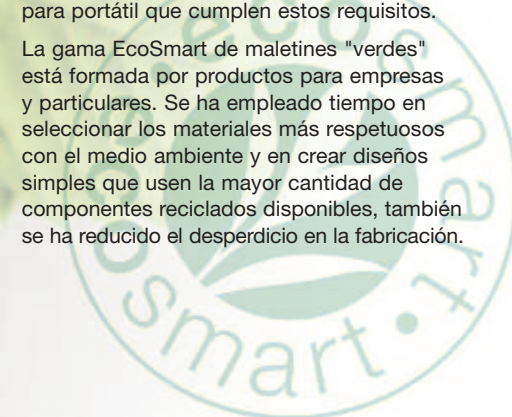 para portátil que cumplen estos requisitos.
La gama EcoSmart de maletines "verdes"
está formada por productos para empresas
y particulares. Se ha empleado tiempo en
seleccionar los materiales más respetuosos
con el medio ambiente y en crear diseños
simples que usen la mayor cantidad de
componentes reciclados disponibles, también
se ha reducido el desperdicio en la fabricación.
ecosmart • ecosmart •